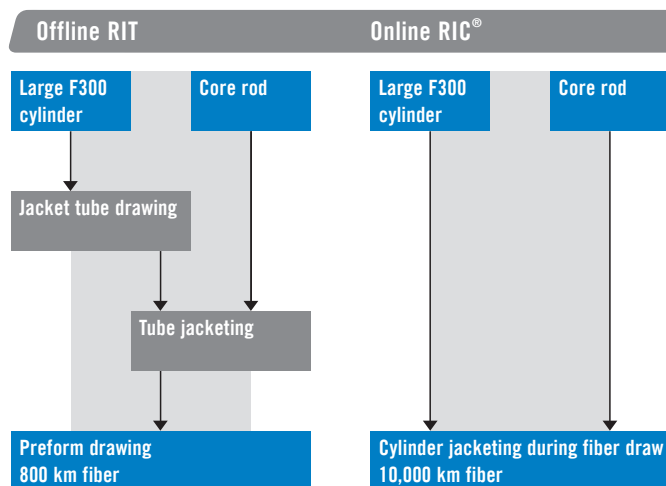 Offline RIT
Online RIC®
Large F300
cylinder
Core rod
Large F300
cylinder
Core rod
Jacket tube drawing
Tube jacketing
Preform drawing
800 km fiber
Cylinder jacketing during fiber draw
10,000 km fiber